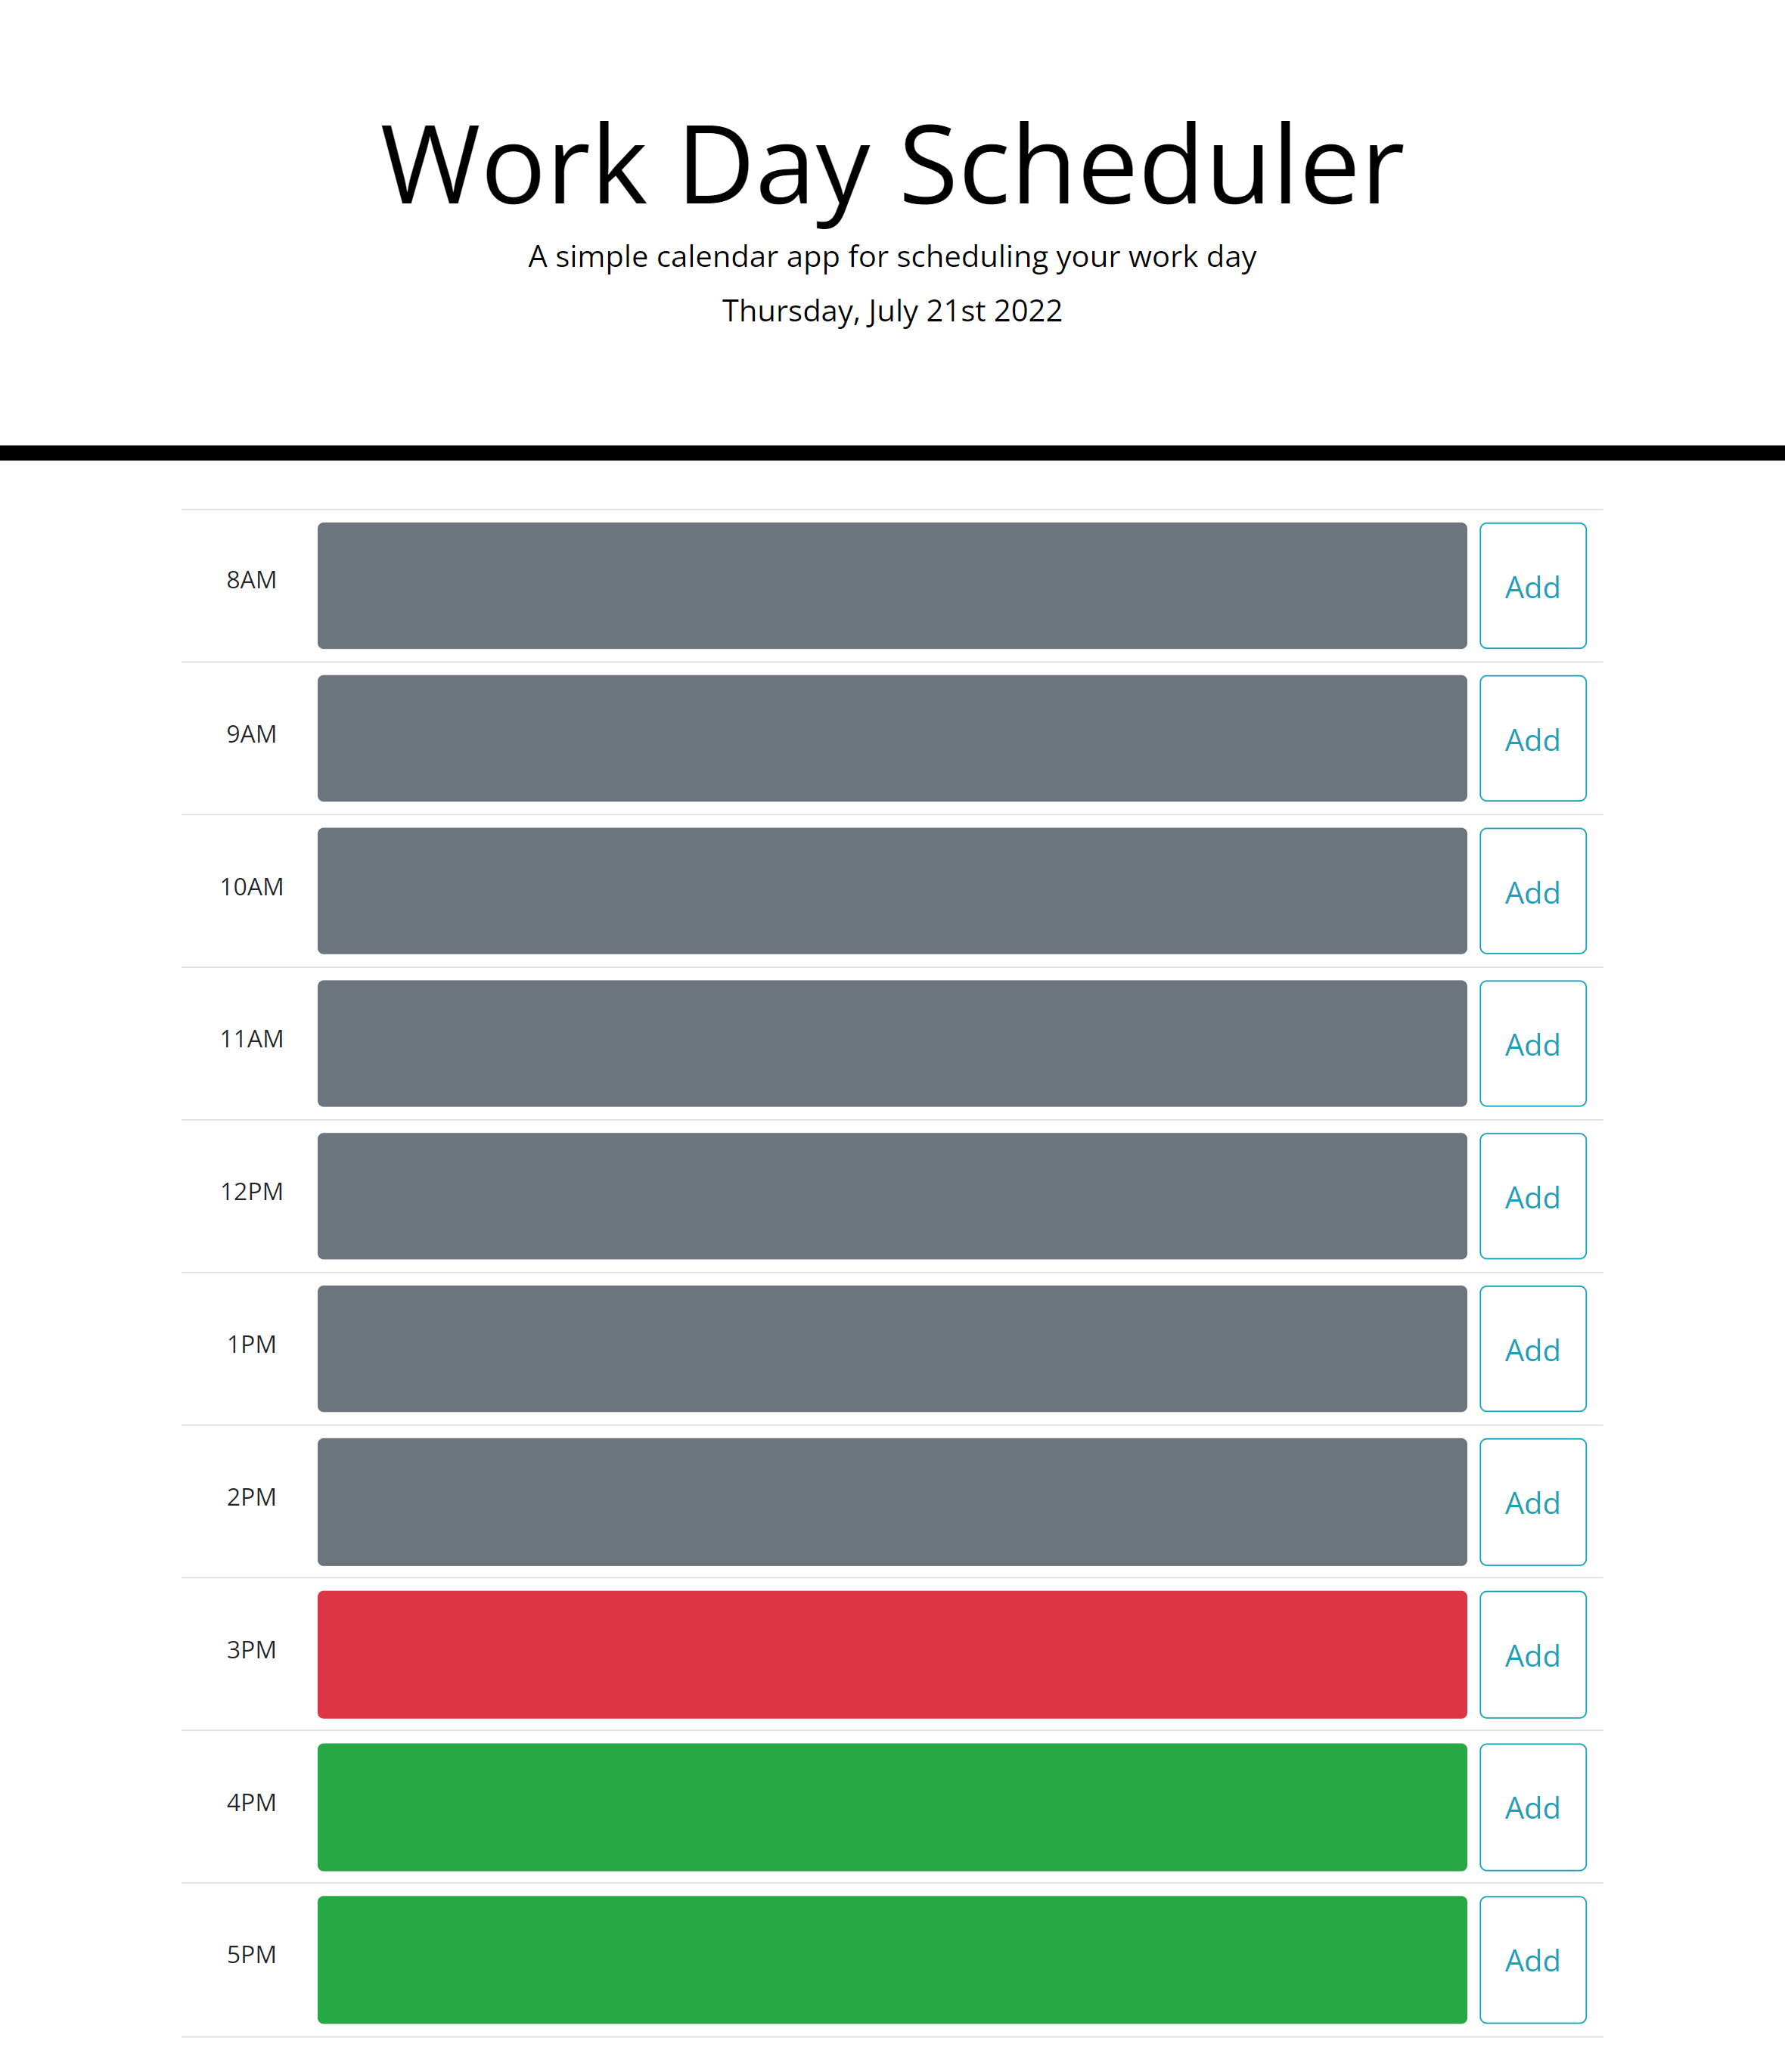 Work Day Scheduler
A simple calendar app for scheduling your work day
Thursday, July 21st 2022
8AM Add
9AM Add
10AM Add
11AM Add
12PM Add
1PM Add
2PM Add
3PM Add
4PM Add
5PM Add